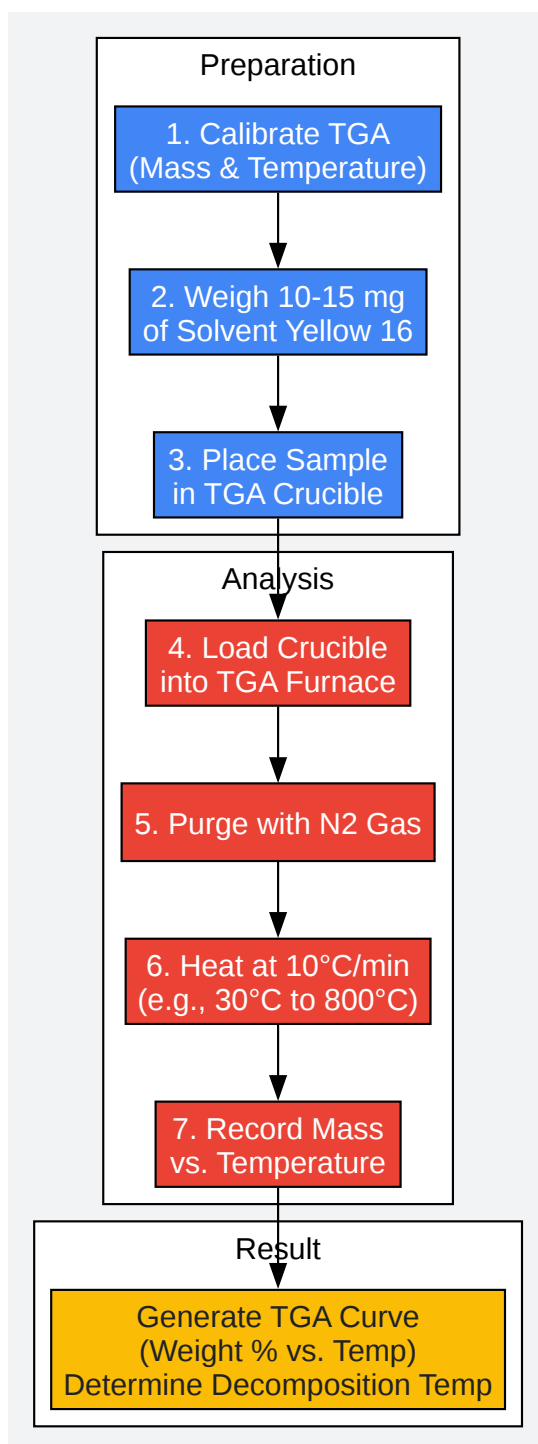 Preparation
1. Calibrate TGA
(Mass & Temperature)
2. Weigh 10-15 mg
of Solvent Yellow 16
3. Place Sample
in TGA Crucible
Analysis
4. Load Crucible
into TGA Furnace
5. Purge with N2 Gas
6. Heat at 10°C/min
(e.g., 30°C to 800°C)
7. Record Mass
vs. Temperature
Result
Generate TGA Curve
(Weight % vs. Temp)
Determine Decomposition Temp